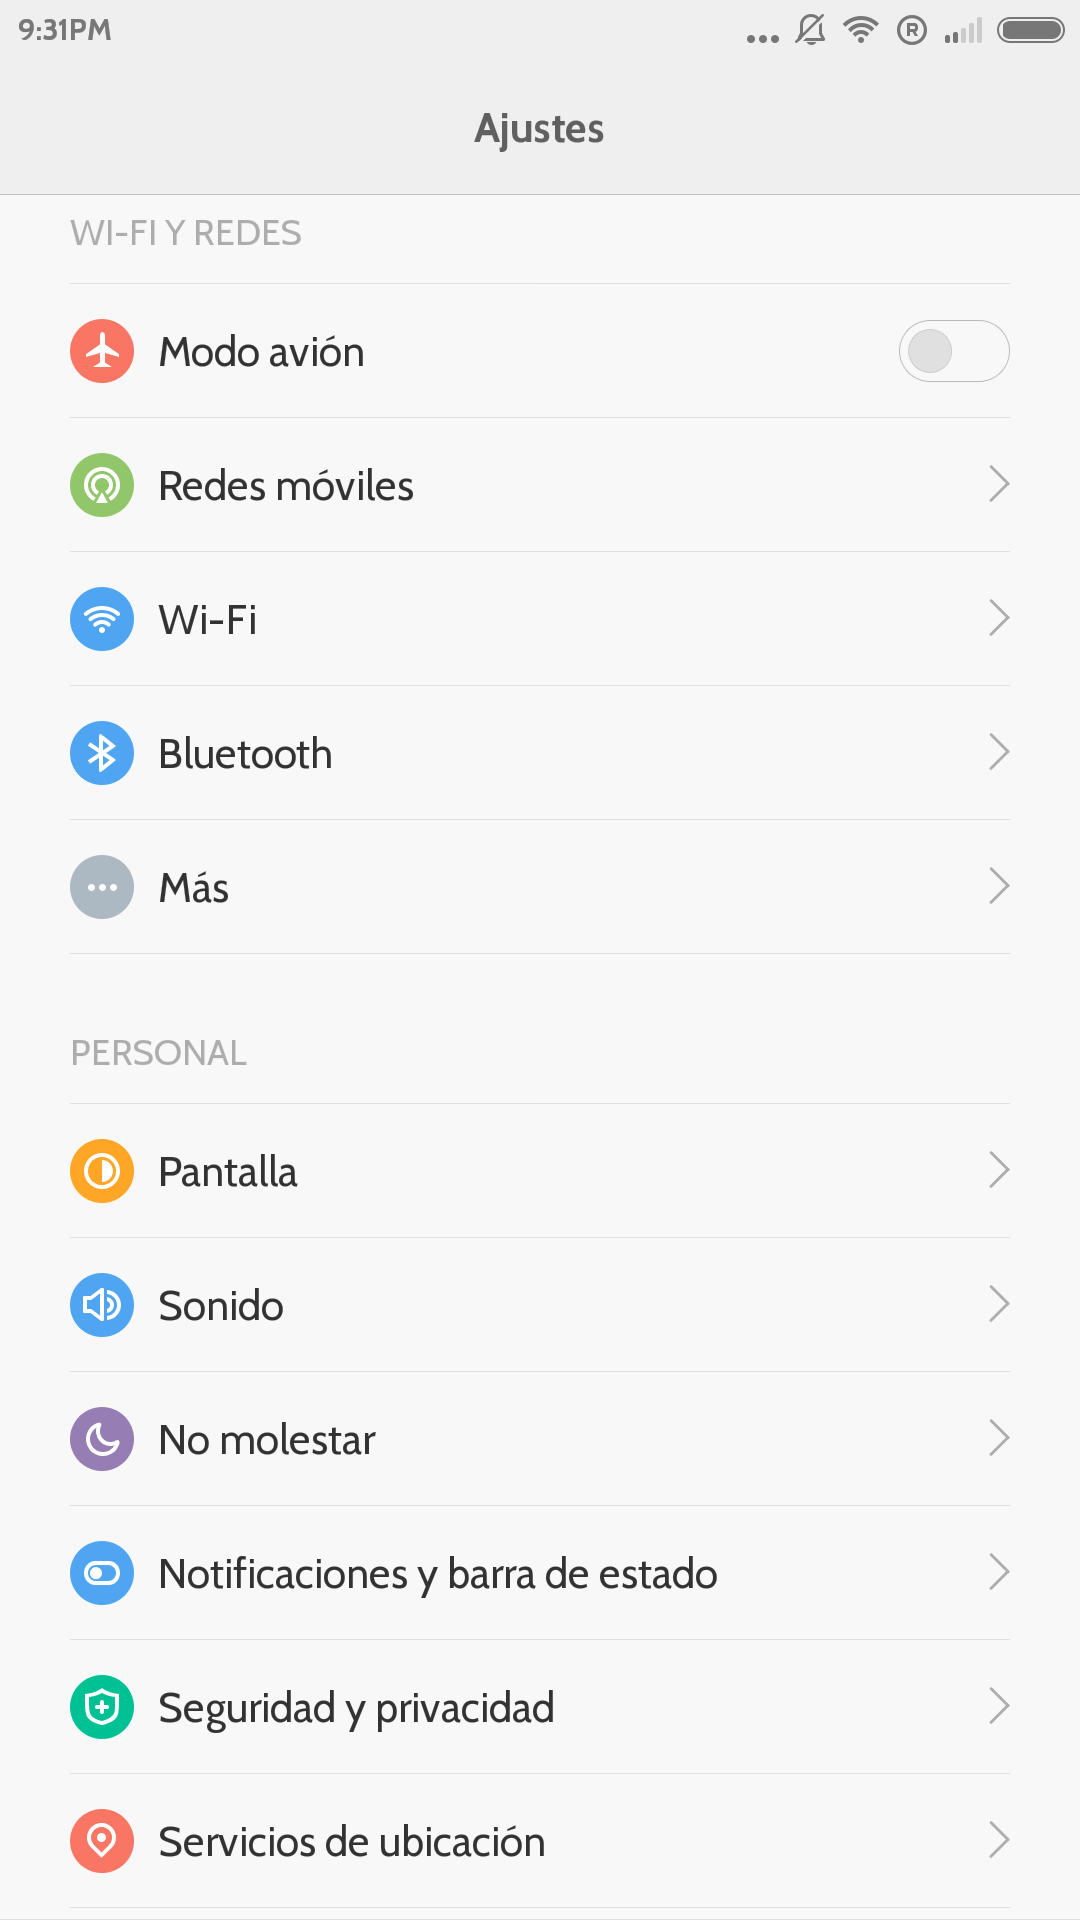 9:31PM
Ajustes
WI-FI Y REDES
Modo avión
Redes móviles
Wi-Fi
Bluetooth
Más
PERSONAL
Pantalla
Sonido
No molestar
Notificaciones y barra de estado
Seguridad y privacidad
Servicios de ubicación